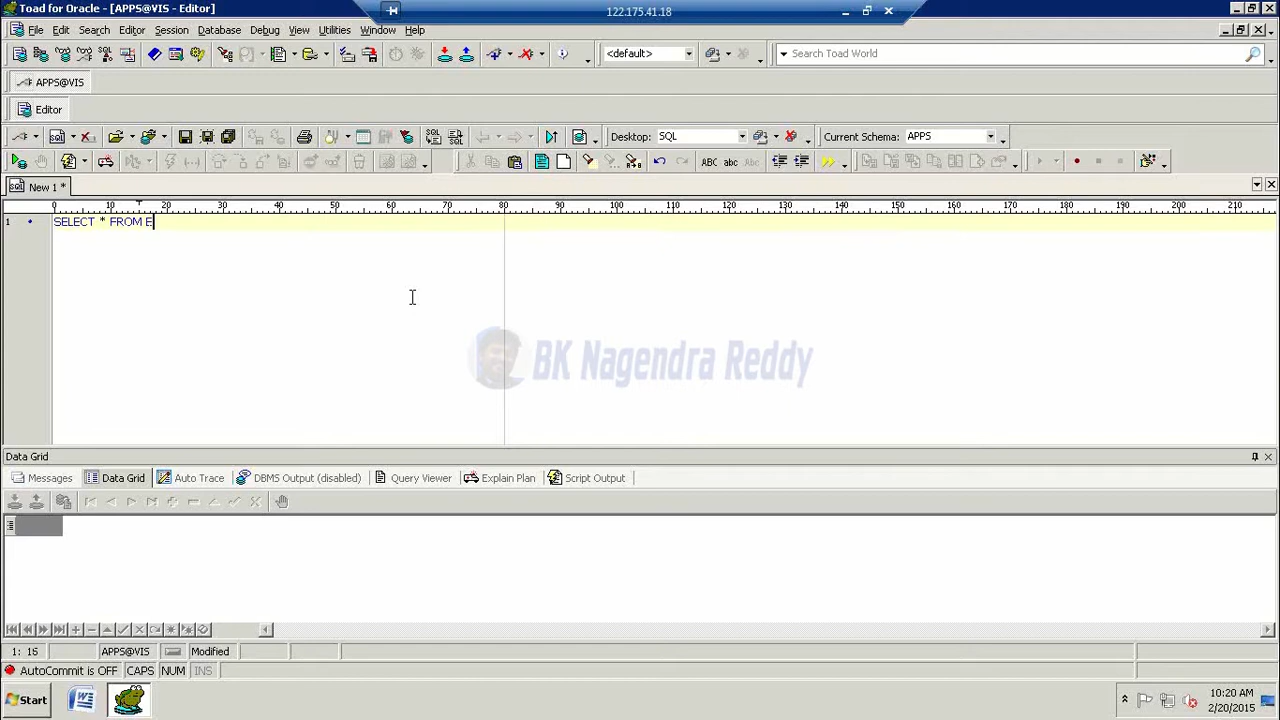 Toad for Oracle - [APPS@VIS - Editor]
122.175.41.18
File Edit Search Editor Session Database Debug View Utilities Window Help
<default> Search Toad World
APPS@VIS
Editor
Desktop: SQL Current Schema: APPS
ABC abc
New 1 *
0 10 20 30 40 50 60 70 80 90 100 110 120 130 140 150 160 170 180 190 200 210
1 SELECT * FROM E
BK Nagendra Reddy
Data Grid
Messages Data Grid Auto Trace DBMS Output (disabled) Query Viewer Explain Plan Script Output
1: 16 APPS@VIS Modified
AutoCommit is OFF CAPS NUM INS
Start 10:20 AM
2/20/2015